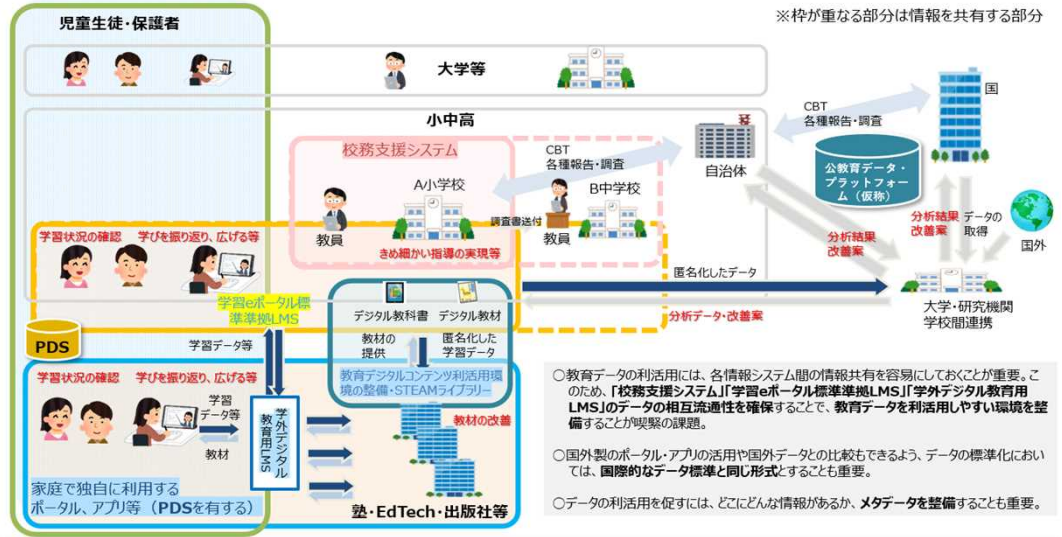 ※枠が重なる部分は情報を共有する部分
児童生徒・保護者
大学等
小中高
国
CBT
各種報告・調査
公教育データ・
プラットフォー
ム（仮称）
自治体
校務支援システム
CBT
各種報告・調査
A小学校
B中学校
調査書送付
教員
教員
きめ細かい指導の実現等
学習状況の確認
学びを振り返り、広げる等
分析結果
改善案
データの
取得
国外
分析結果
改善案
匿名化したデータ
大学・研究機関
学校間連携
分析データ・改善案
学習eポータル標
準準拠LMS
デジタル教科書
デジタル教材
PDS
学習データ等
教材の
提供
匿名化した
学習データ
教育デジタルコンテンツ利活用環
境の整備・STEAMライブラリー
学習状況の確認
学びを振り返り、広げる等
学習
データ等
教材
学外デジタル
教育用LMS
教材の改善
家庭で独自に利用する
ポータル、アプリ等（PDSを有する）
塾・EdTech・出版社等
○教育データの利活用には、各情報システム間の情報共有を容易にしておくことが重要。こ
のため、「校務支援システム」「学習eポータル標準準拠LMS」「学外デジタル教育用
LMS」のデータの相互流通性を確保することで、教育データを利活用しやすい環境を整
備することが喫緊の課題。
○国外製のポータル・アプリの活用や国外データとの比較もできるよう、データの標準化におい
ては、国際的なデータ標準と同じ形式とすることも重要。
○データの利活用を促すには、どこにどんな情報があるか、メタデータを整備することも重要。